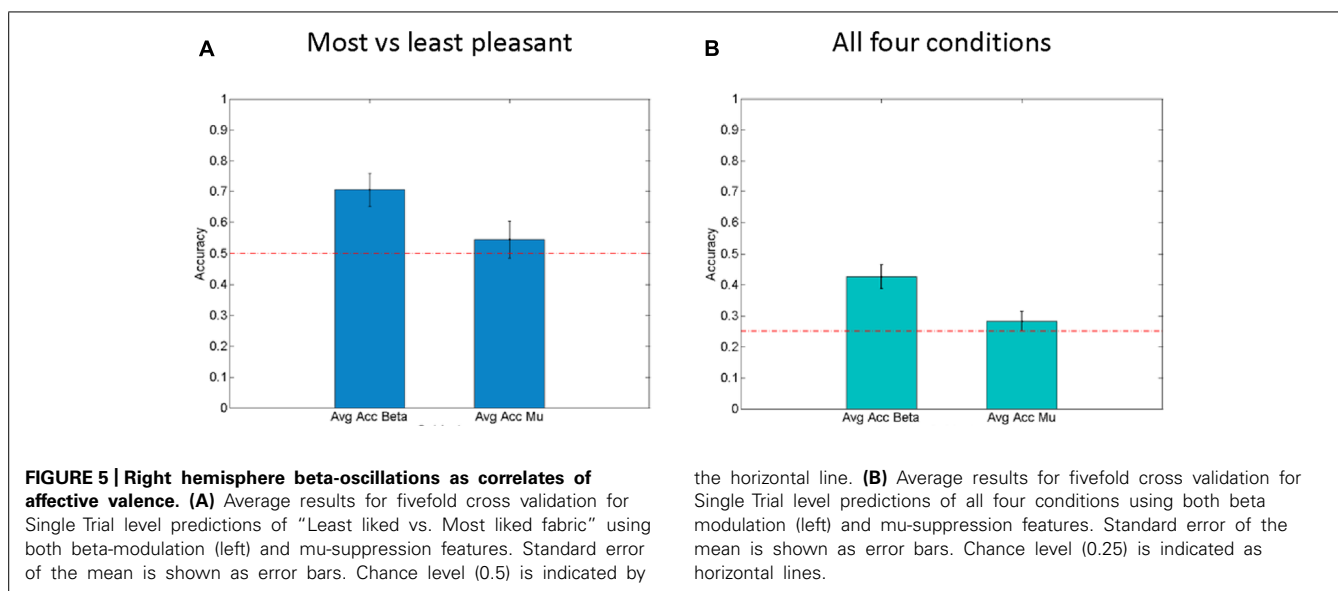 A Most vs least pleasant
1
0.9
0.8
0.7
0.6
0.5
0.4
0.3
0.2
0.1
0
Accuracy
Avg Acc Beta Avg Acc Mu
B All four conditions
1
0.9
0.8
0.7
0.6
0.5
0.4
0.3
0.2
0.1
0
Accuracy
Avg Acc Beta Avg Acc Mu
FIGURE 5 | Right hemisphere beta-oscillations as correlates of
affective valence. (A) Average results for fivefold cross validation for
Single Trial level predictions of “Least liked vs. Most liked fabric” using
both beta-modulation (left) and mu-suppression features. Standard error
of the mean is shown as error bars. Chance level (0.5) is indicated by
the horizontal line. (B) Average results for fivefold cross validation for
Single Trial level predictions of all four conditions using both beta
modulation (left) and mu-suppression features. Standard error of the
mean is shown as error bars. Chance level (0.25) is indicated as
horizontal lines.